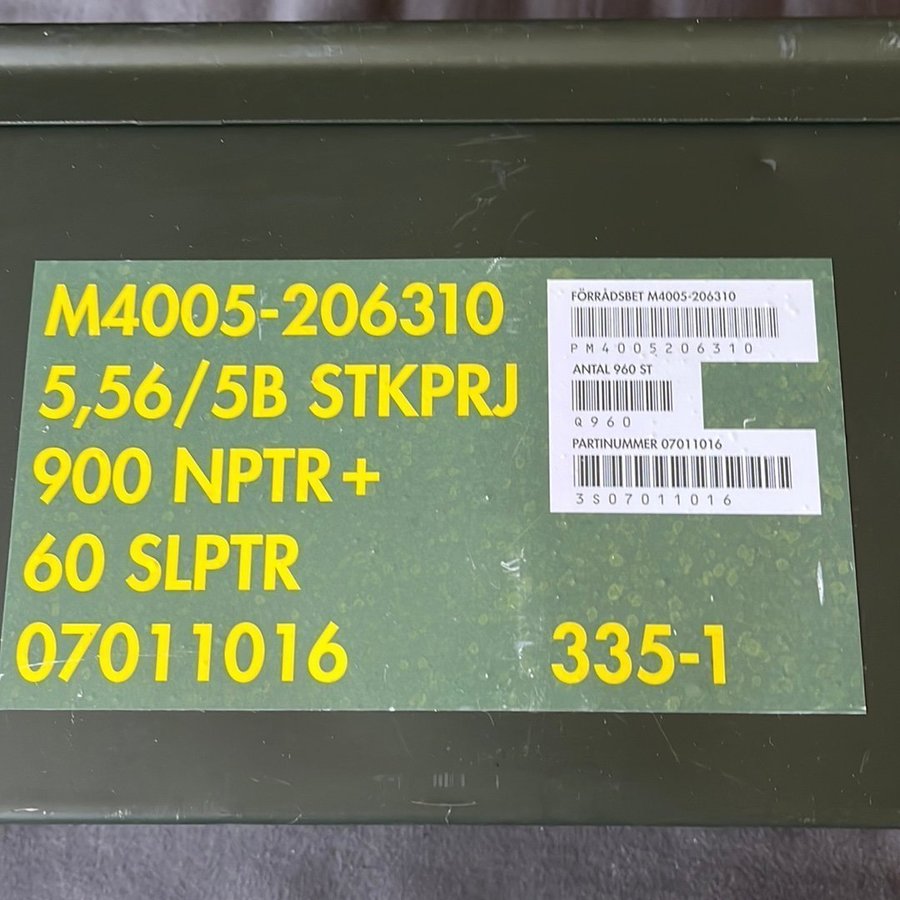 M4005-206310
5,56/5B STKPRJ
900 NPTR+
60 SLPTR
07011016
335-1
FÖRRÅDSBET M4005-206310
PM4005206310
ANTAL 960 ST
Q960
PARTINUMMER 07011016
3S07011016